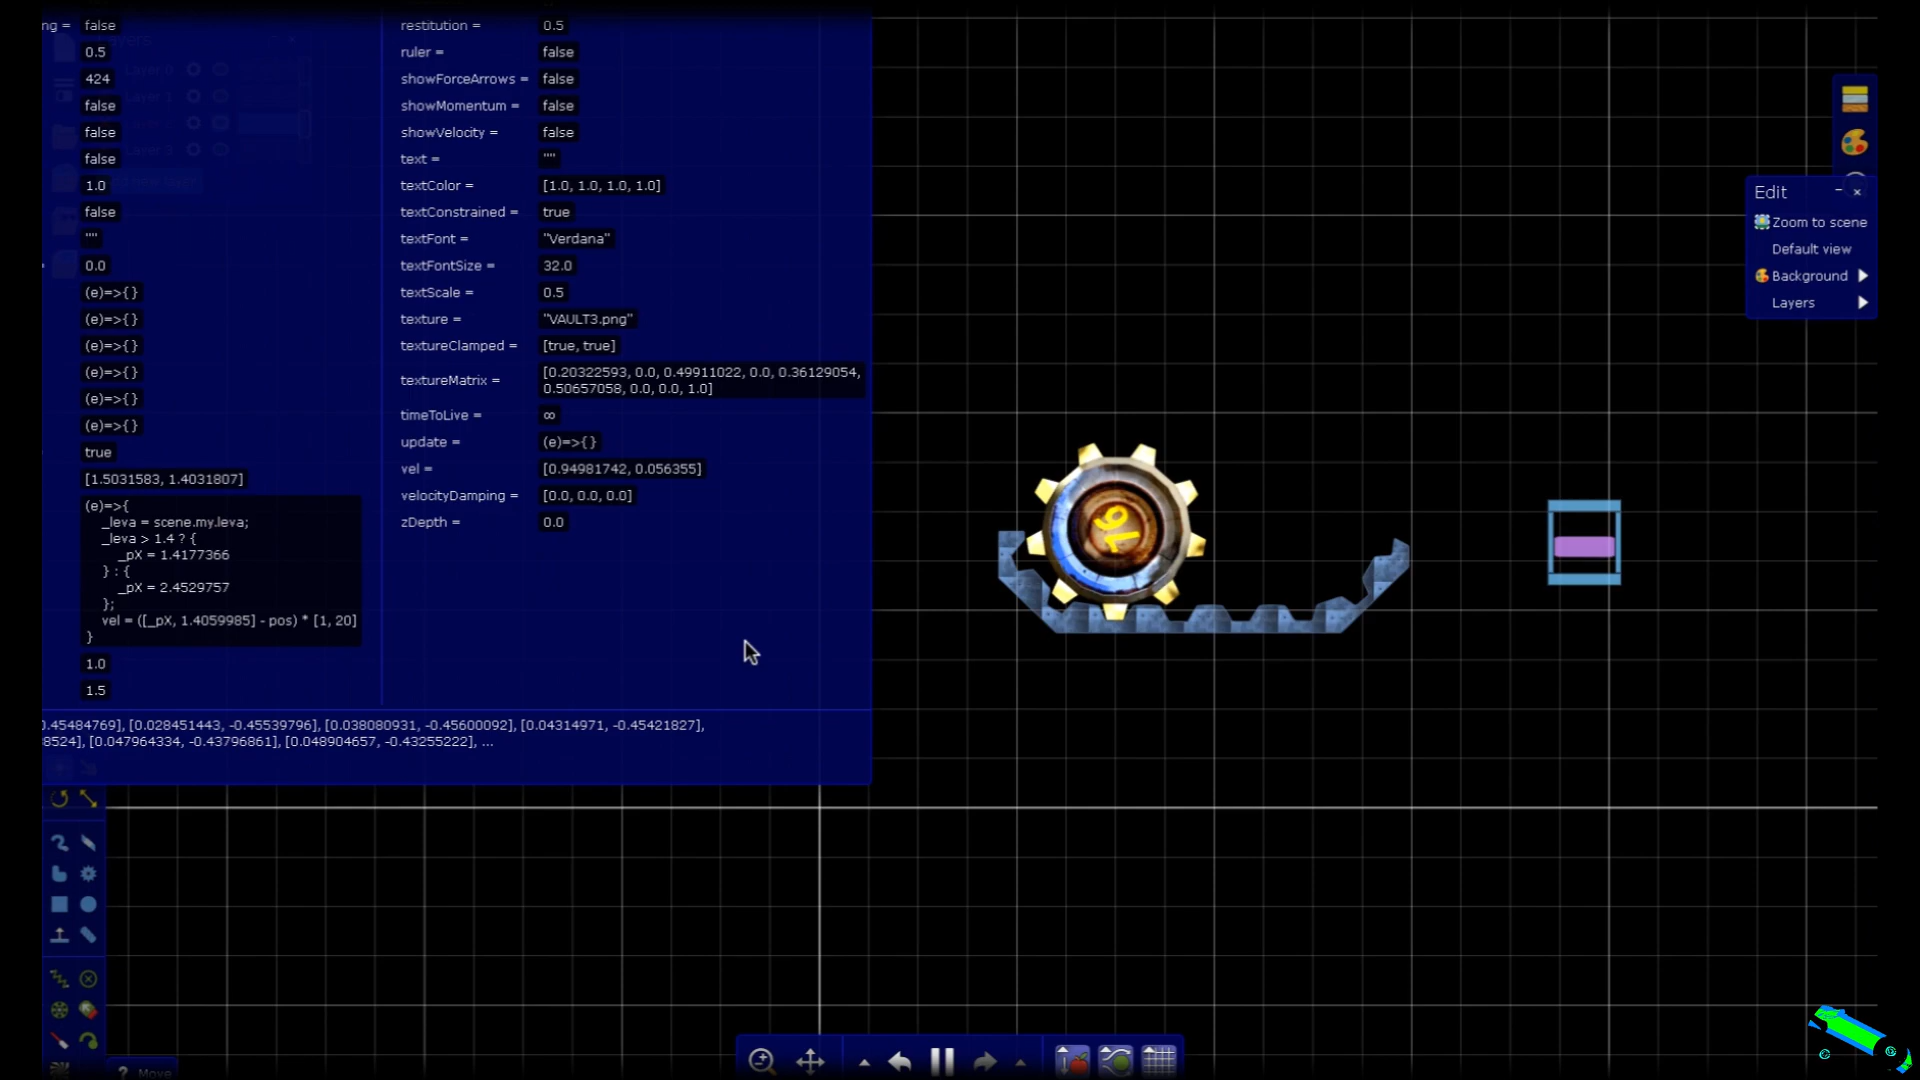 ng = false
0.5
424
false
false
false
1.0
false
""
0.0
(e)=>{}
(e)=>{}
(e)=>{}
(e)=>{}
(e)=>{}
(e)=>{}
true
[1.5031583, 1.4031807]
(e)=>{
_leva = scene.my.leva;
_leva > 1.4 ? {
_pX = 1.4177366
} : {
_pX = 2.4529757
};
vel = ([_pX, 1.4059985] - pos) * [1, 20]
}
1.0
1.5
restitution = 0.5
ruler = false
showForceArrows = false
showMomentum = false
showVelocity = false
text = ""
textColor = [1.0, 1.0, 1.0, 1.0]
textConstrained = true
textFont = "Verdana"
textFontSize = 32.0
textScale = 0.5
texture = "VAULT3.png"
textureClamped = [true, true]
textureMatrix = [0.20322593, 0.0, 0.49911022, 0.0, 0.36129054,
0.50657058, 0.0, 0.0, 1.0]
timeToLive = ∞
update = (e)=>{}
vel = [0.94981742, 0.056355]
velocityDamping = [0.0, 0.0, 0.0]
zDepth = 0.0
0.45484769], [0.028451443, -0.45539796], [0.038080931, -0.45600092], [0.04314971, -0.45421827],
8524], [0.047964334, -0.43796861], [0.048904657, -0.43255222], ...
76
Edit
Zoom to scene
Default view
Background
Layers
? Move